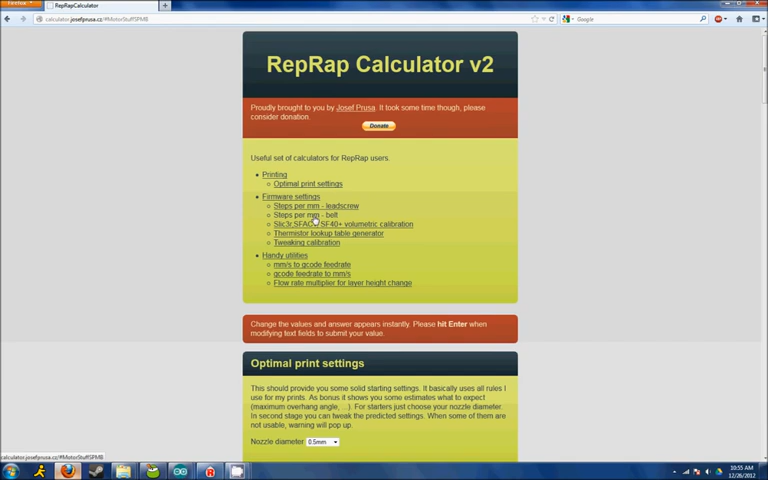 Firefox
RepRapCalculator
calculator.josefprusa.cz/#MotorStuffSPMB
Google
RepRap Calculator v2
Proudly brought to you by Josef Prusa. It took some time though, please
consider donation.
Donate
Useful set of calculators for RepRap users.
Printing
Optimal print settings
Firmware settings
Steps per mm - leadscrew
Steps per mm - belt
Slic3r,SFACT,SF40+ volumetric calibration
Thermistor lookup table generator
Tweaking calibration
Handy utilities
mm/s to gcode feedrate
gcode feedrate to mm/s
Flow rate multiplier for layer height change
Change the values and answer appears instantly. Please hit Enter when
modifying text fields to submit your value.
Optimal print settings
This should provide you some solid starting settings. It basically uses all rules I
use for my prints. As bonus it shows you some estimates what to expect
(maximum overhang angle, ...). For starters just choose your nozzle diameter.
In second stage you can tweak the predicted settings. When some of them are
not usable, warning will pop up.
Nozzle diameter 0.5mm
calculator.josefprusa.cz/#MotorStuffSPMB
10:55 AM
12/26/2012